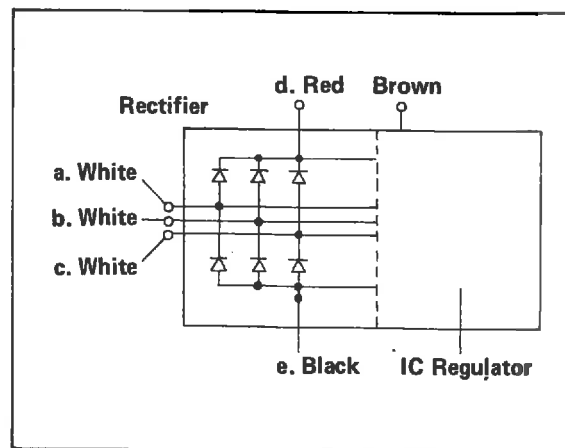 d. Red Brown
Rectifier
a. White
b. White
c. White
e. Black IC Regulator